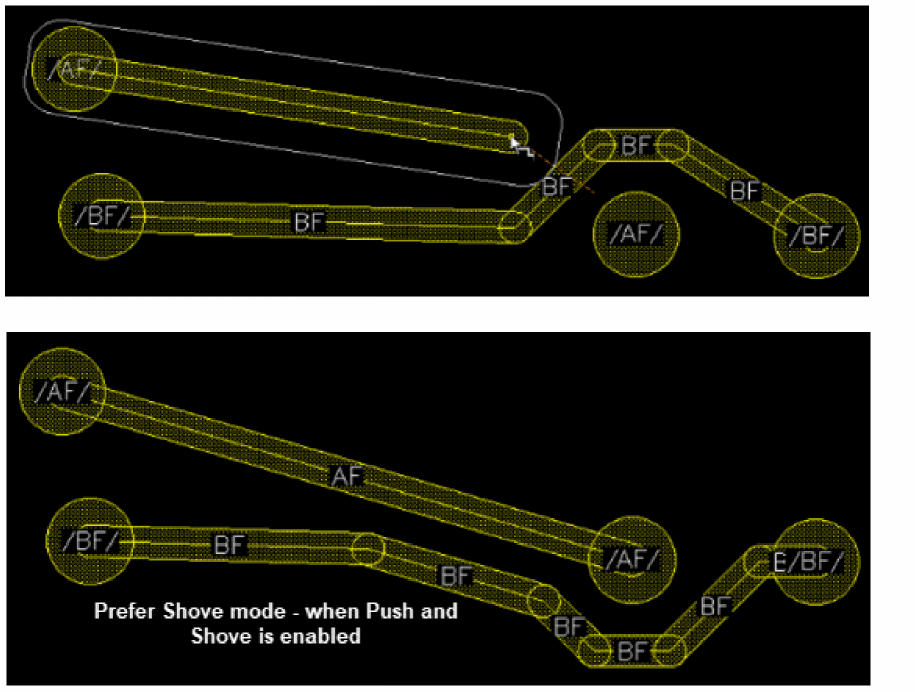 /AF/
BF
BF
BF
/BF/
BF
/AF/
/BF/
/AF/
AF
/BF/
BF
/AF/
E/BF/
BF
BF
BF
BF
Prefer Shove mode - when Push and
Shove is enabled